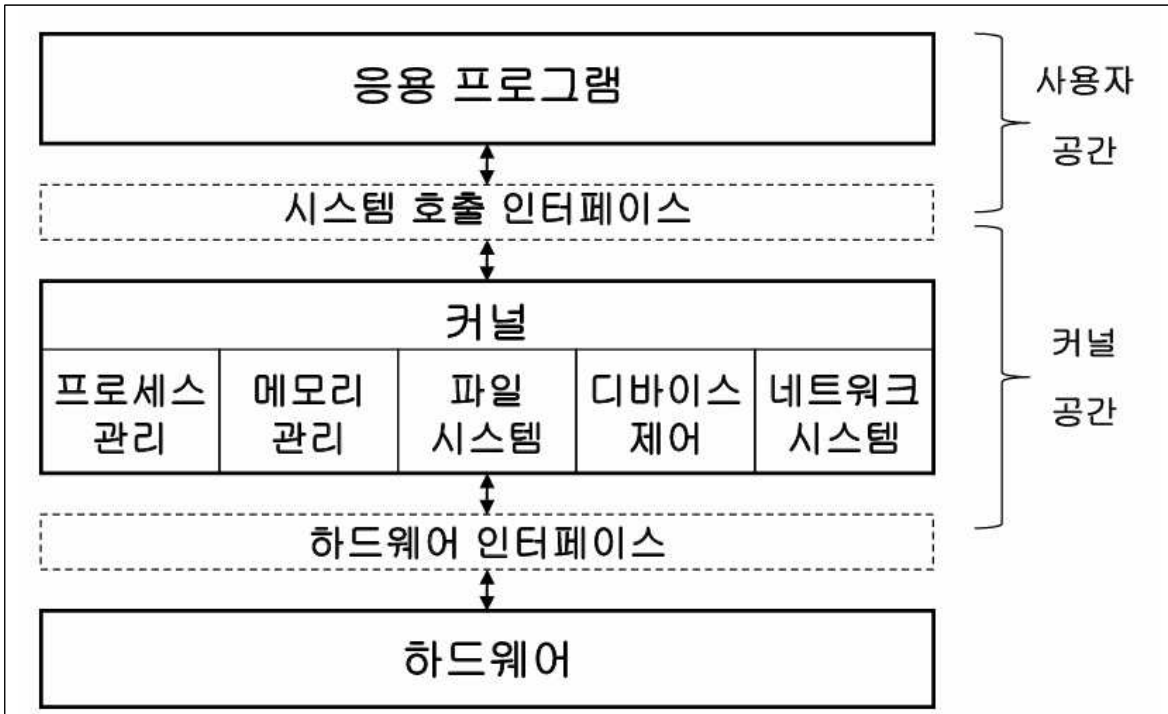 응용 프로그램
사용자
공간
시스템 호출 인터페이스
커널
프로세스
관리
메모리
관리
파일
시스템
디바이스
제어
네트워크
시스템
커널
공간
하드웨어 인터페이스
하드웨어